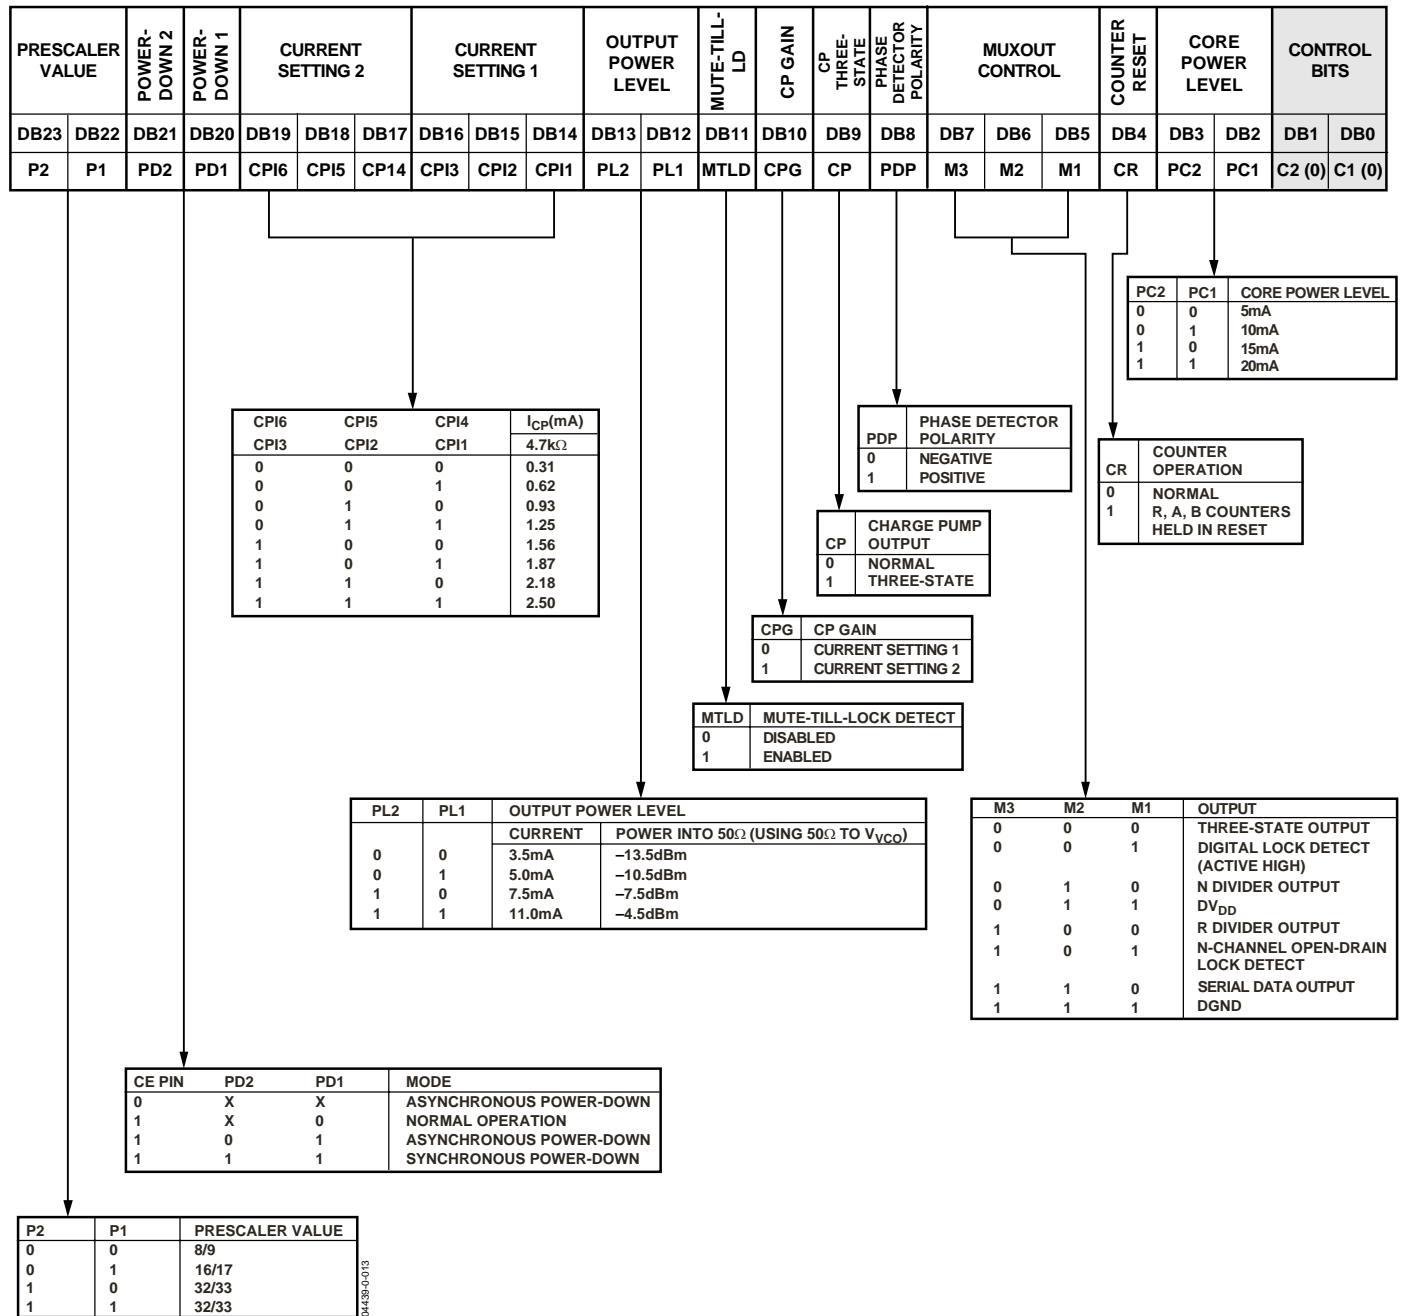 PRESCALER VALUE
POWER-DOWN 2
POWER-DOWN 1
CURRENT SETTING 2
CURRENT SETTING 1
OUTPUT POWER LEVEL
MUTE-TILL-LD
CP GAIN
CP THREE-STATE
PHASE DETECTOR POLARITY
MUXOUT CONTROL
COUNTER RESET
CORE POWER LEVEL
CONTROL BITS
DB23 DB22 DB21 DB20 DB19 DB18 DB17 DB16 DB15 DB14 DB13 DB12 DB11 DB10 DB9 DB8 DB7 DB6 DB5 DB4 DB3 DB2 DB1 DB0
P2 P1 PD2 PD1 CPI6 CPI5 CP14 CPI3 CPI2 CPI1 PL2 PL1 MTLD CPG CP PDP M3 M2 M1 CR PC2 PC1 C2 (0) C1 (0)
PC2 PC1 CORE POWER LEVEL
0 0 5mA
0 1 10mA
1 0 15mA
1 1 20mA
CPI6 CPI5 CPI4 ICP(mA)
CPI3 CPI2 CPI1 4.7kΩ
0 0 0 0.31
0 0 1 0.62
0 1 0 0.93
0 1 1 1.25
1 0 0 1.56
1 0 1 1.87
1 1 0 2.18
1 1 1 2.50
PHASE DETECTOR
PDP POLARITY
0 NEGATIVE
1 POSITIVE
COUNTER
CR OPERATION
0 NORMAL
1 R, A, B COUNTERS
HELD IN RESET
CHARGE PUMP
CP OUTPUT
0 NORMAL
1 THREE-STATE
CPG CP GAIN
0 CURRENT SETTING 1
1 CURRENT SETTING 2
MTLD MUTE-TILL-LOCK DETECT
0 DISABLED
1 ENABLED
PL2 PL1 OUTPUT POWER LEVEL
CURRENT POWER INTO 50Ω (USING 50Ω TO VVCO)
0 0 3.5mA –13.5dBm
0 1 5.0mA –10.5dBm
1 0 7.5mA –7.5dBm
1 1 11.0mA –4.5dBm
M3 M2 M1 OUTPUT
0 0 0 THREE-STATE OUTPUT
0 0 1 DIGITAL LOCK DETECT
(ACTIVE HIGH)
0 1 0 N DIVIDER OUTPUT
0 1 1 DVDD
1 0 0 R DIVIDER OUTPUT
1 0 1 N-CHANNEL OPEN-DRAIN
LOCK DETECT
1 1 0 SERIAL DATA OUTPUT
1 1 1 DGND
CE PIN PD2 PD1 MODE
0 X X ASYNCHRONOUS POWER-DOWN
1 X 0 NORMAL OPERATION
1 0 1 ASYNCHRONOUS POWER-DOWN
1 1 1 SYNCHRONOUS POWER-DOWN
P2 P1 PRESCALER VALUE
0 0 8/9
0 1 16/17
1 0 32/33
1 1 32/33
04439-0-013